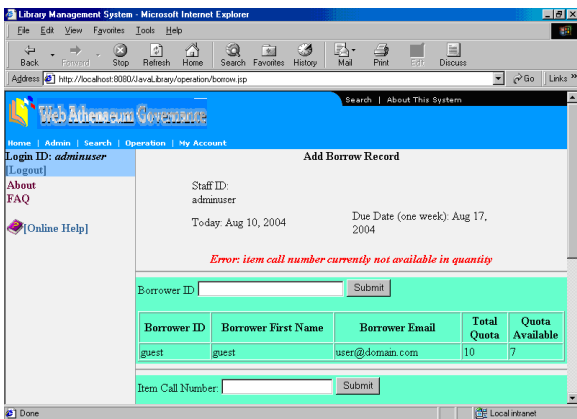 Library Management System - Microsoft Internet Explorer
File Edit View Favorites Tools Help
Back Forward Stop Refresh Home Search Favorites History Mail Print Edit Discuss
Address http://localhost:8080/JavaLibrary/operation/borrow.jsp Go Links »
Search | About This System
Web Athenaeum Governance
Home | Admin | Search | Operation | My Account
Login ID: adminuser
[Logout]
About
FAQ
[Online Help]
Add Borrow Record
Staff ID:
adminuser
Today: Aug 10, 2004
Due Date (one week): Aug 17,
2004
Error: item call number currently not available in quantity
Borrower ID Submit
Borrower ID Borrower First Name Borrower Email Total Quota Quota Available
guest guest user@domain.com 10 7
Item Call Number: Submit
Done Local intranet